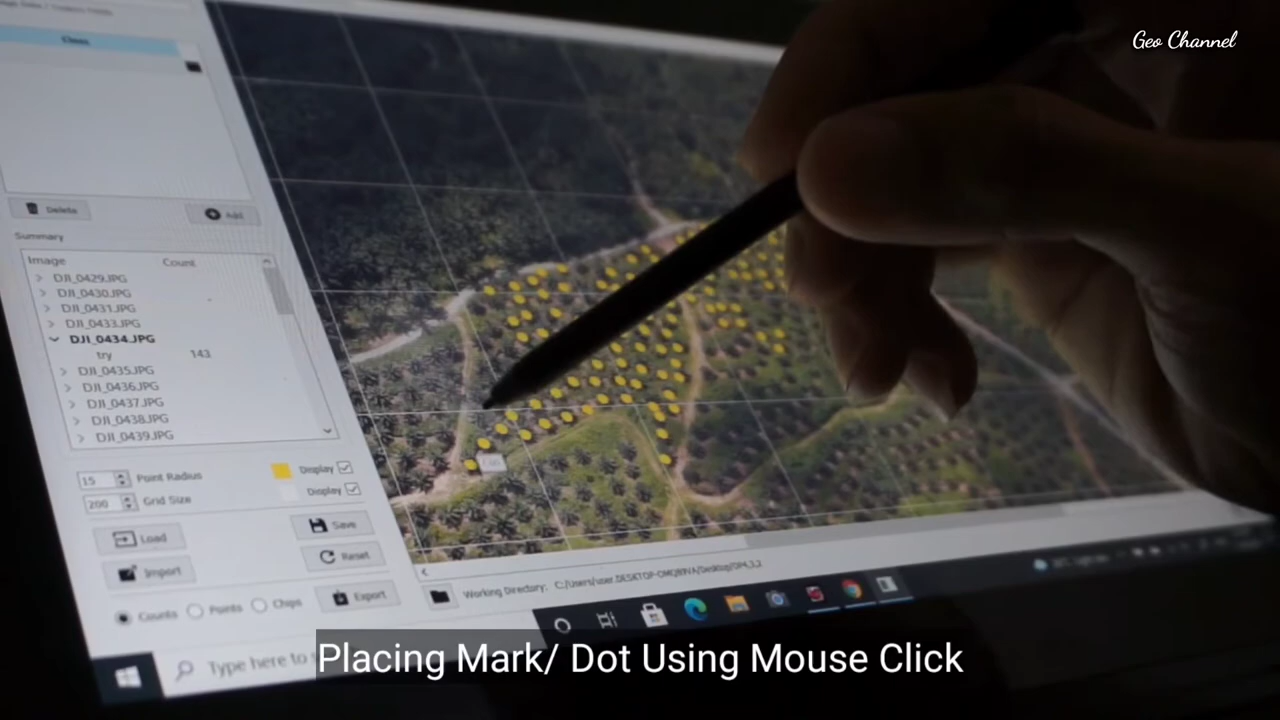 Geo Channel
Class
Delete
Add
Summary
Image Count
DJI_0429.JPG
DJI_0430.JPG
DJI_0431.JPG
DJI_0433.JPG
DJI_0434.JPG
try 143
DJI_0435.JPG
DJI_0436.JPG
DJI_0437.JPG
DJI_0438.JPG
DJI_0439.JPG
15 Point Radius Display
200 Grid Size Display
Load Save
Import Reset
Counts Points Chips Export
Working Directory:
Type here to
Placing Mark/ Dot Using Mouse Click